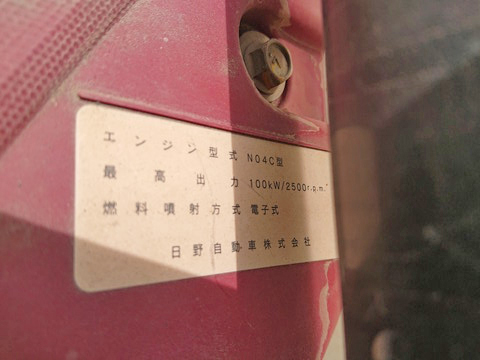 エンジン型式 N04C型
最高出力 100kW/2500r.p.m.
燃料噴射方式 電子式
日野自動車株式会社